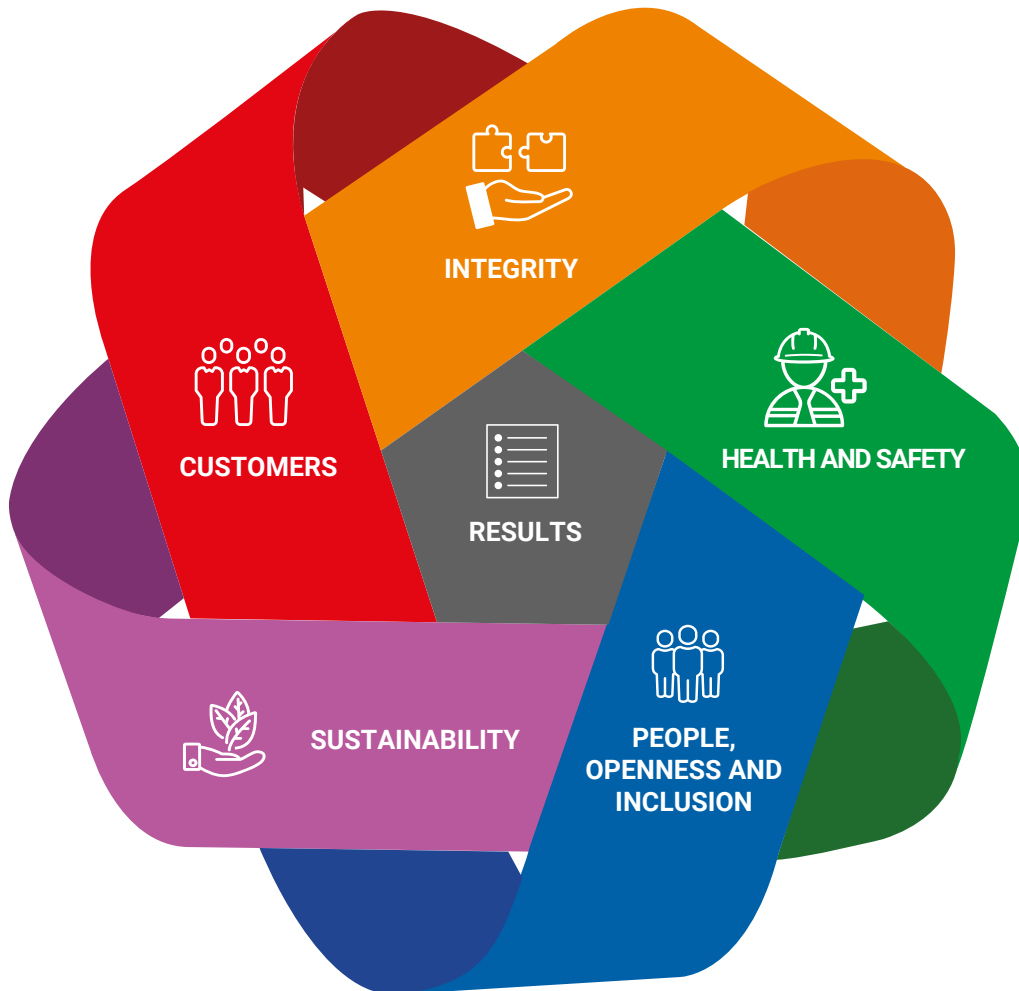 INTEGRITY
CUSTOMERS
HEALTH AND SAFETY
RESULTS
SUSTAINABILITY
PEOPLE,
OPENNESS AND
INCLUSION